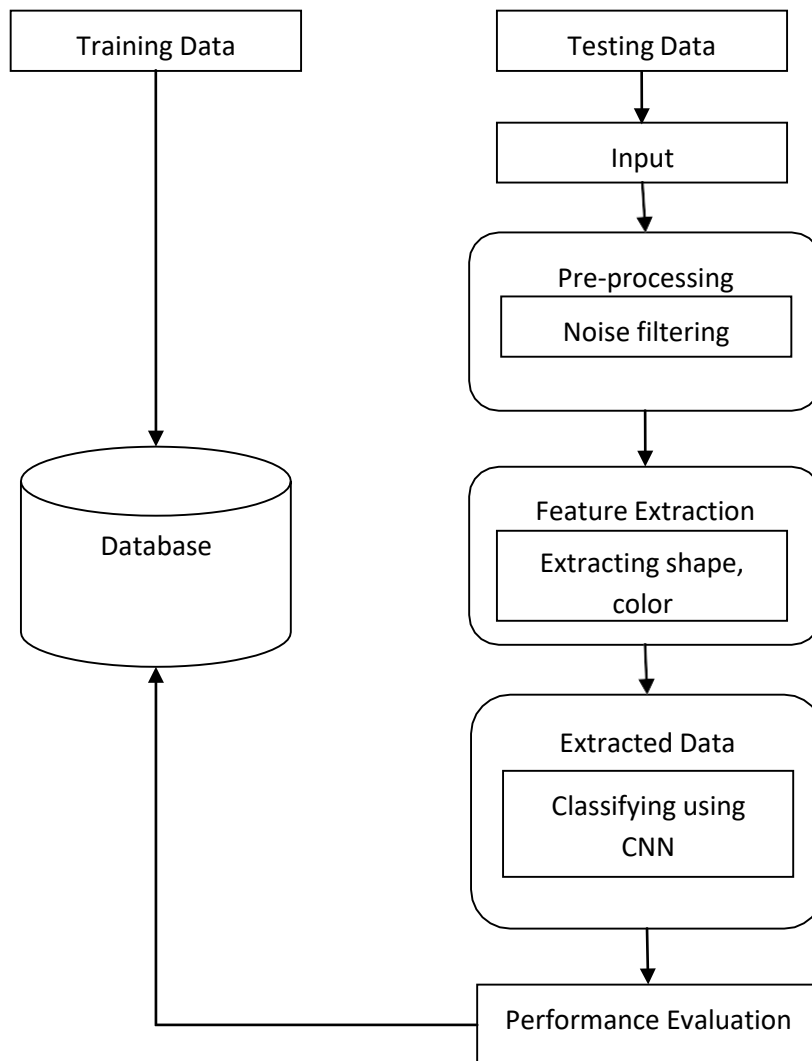 Training Data
Testing Data
Input
Pre-processing
Noise filtering
Database
Feature Extraction
Extracting shape,
color
Extracted Data
Classifying using
CNN
Performance Evaluation